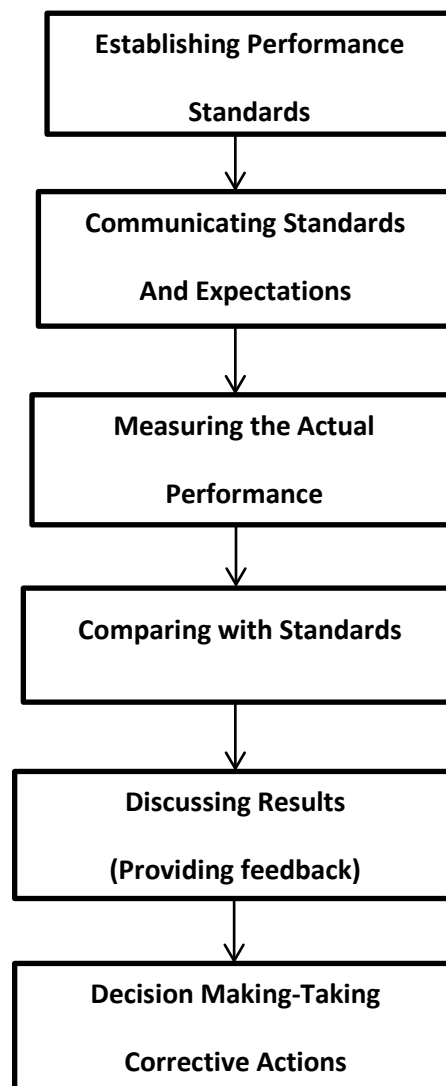 Establishing Performance
Standards
Communicating Standards
And Expectations
Measuring the Actual
Performance
Comparing with Standards
Discussing Results
(Providing feedback)
Decision Making-Taking
Corrective Actions